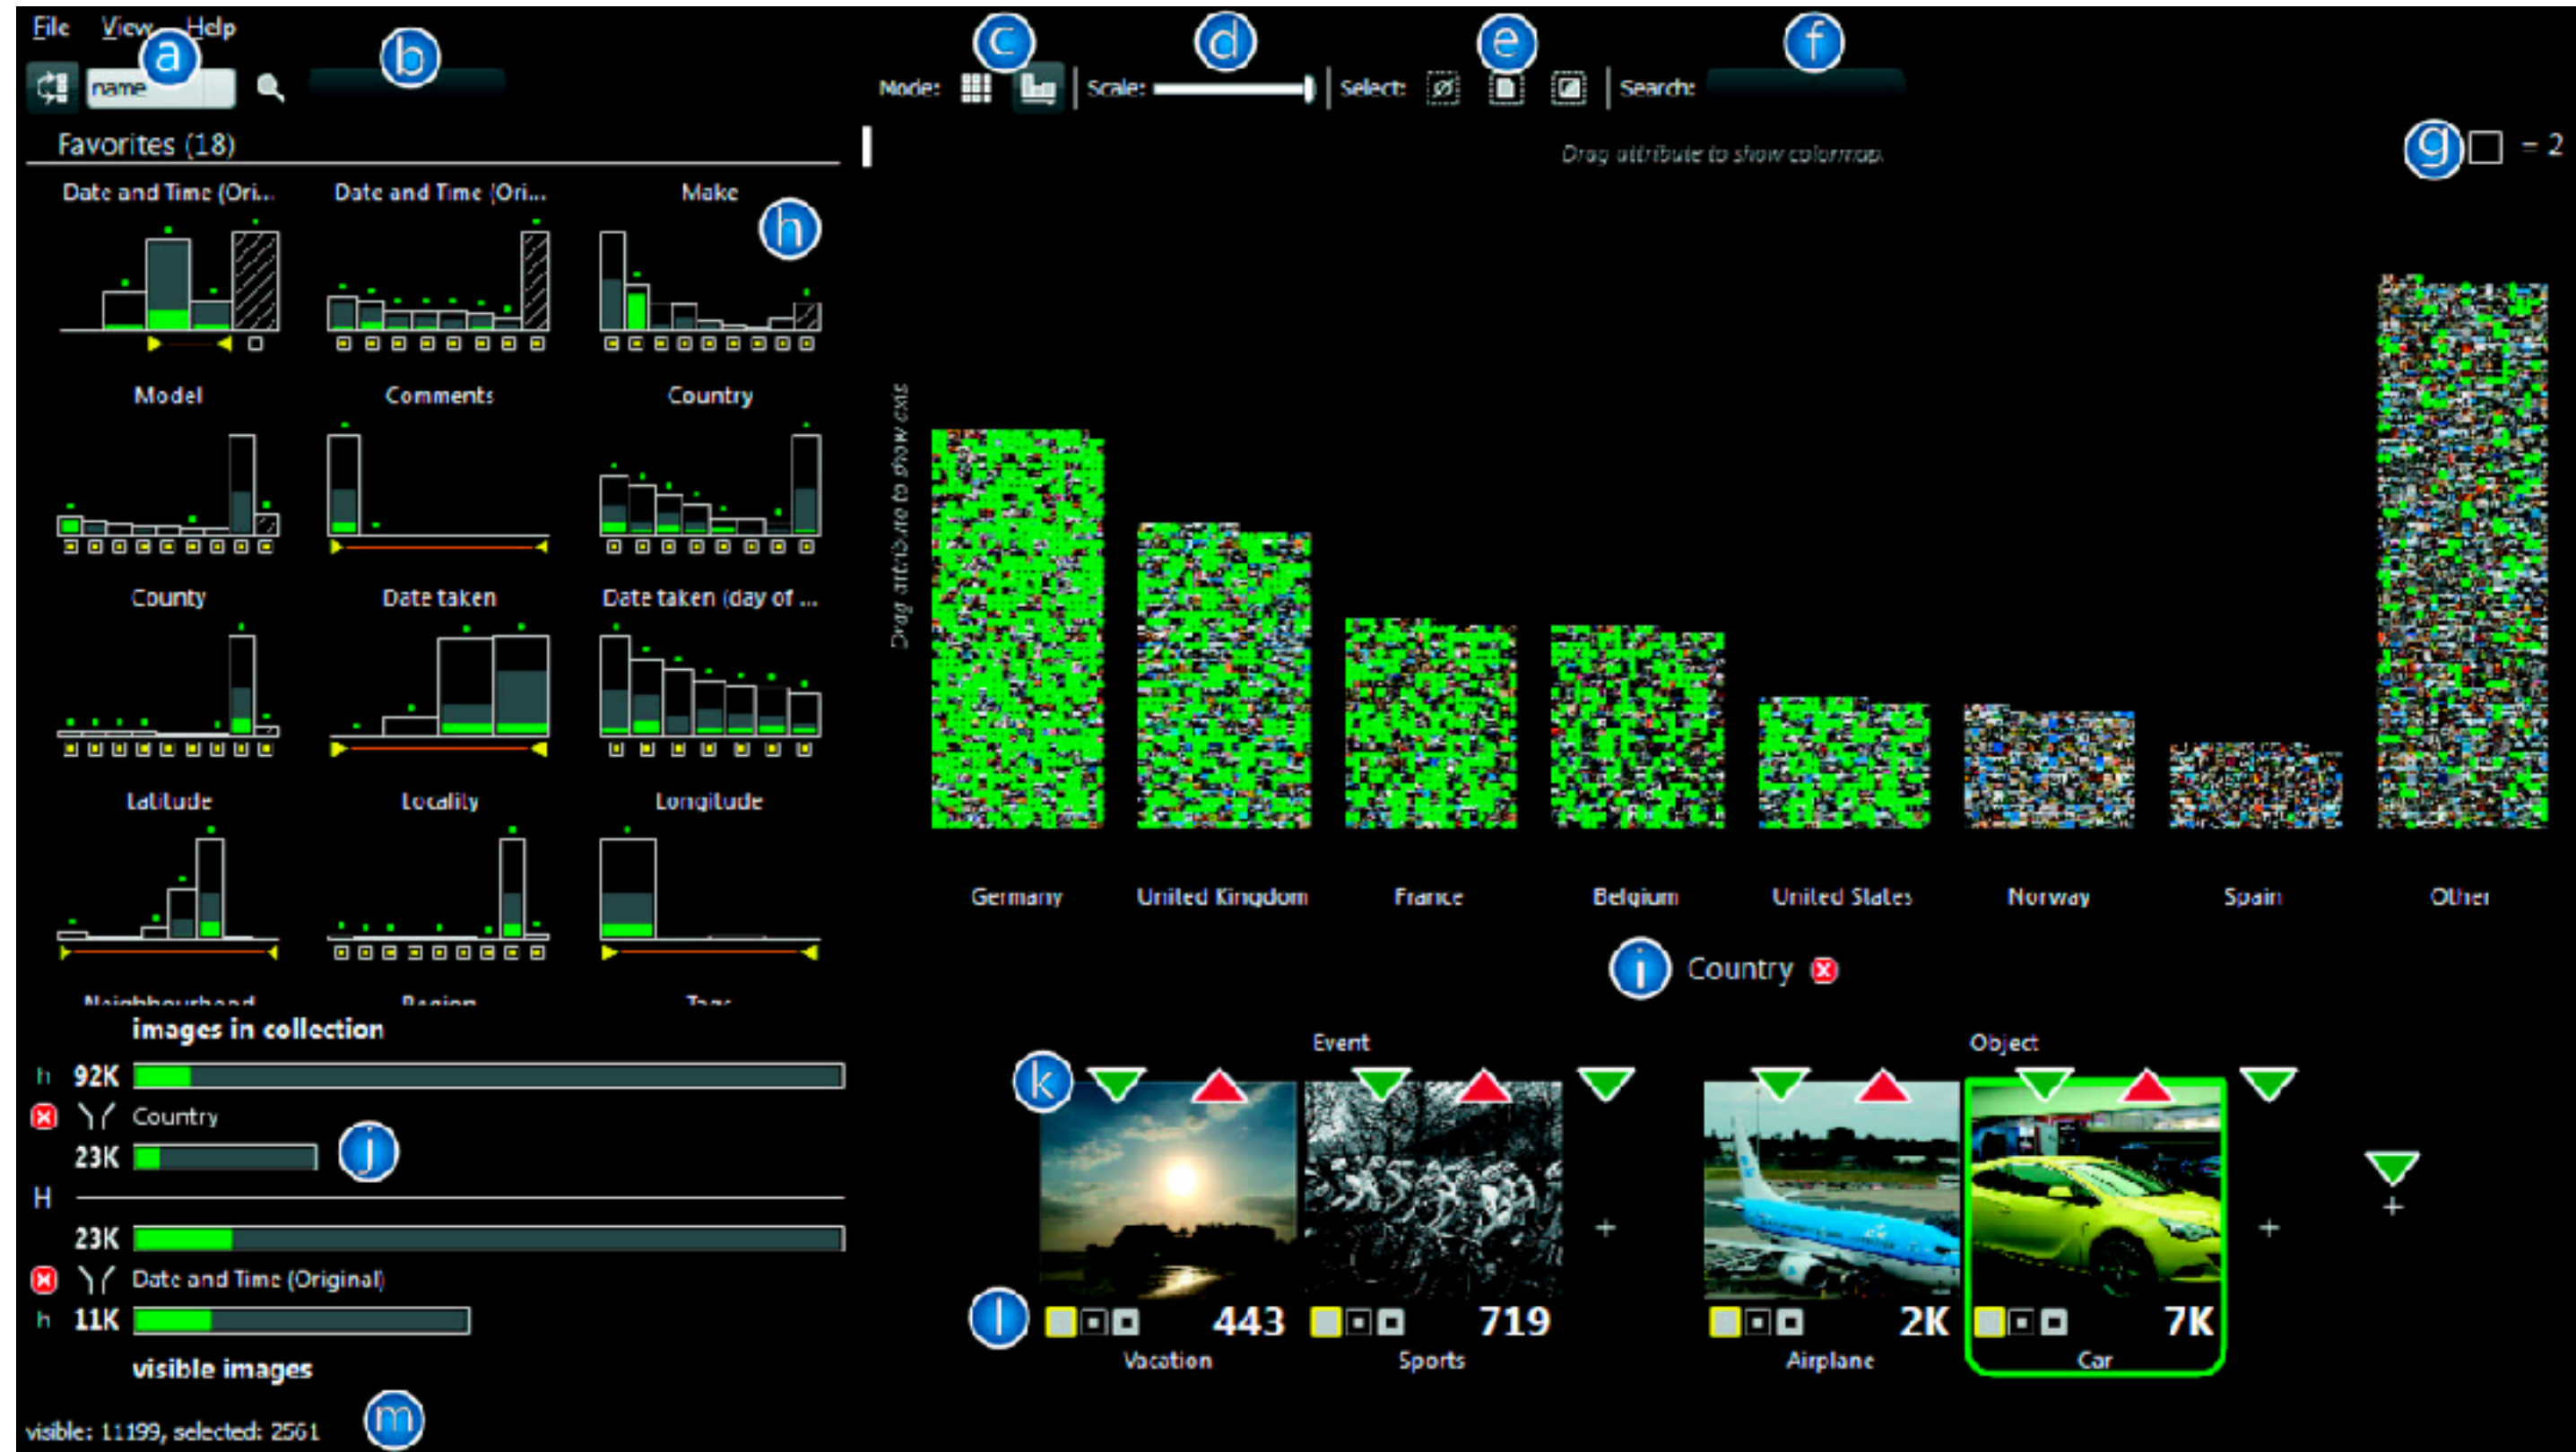 File View Help
a b c d e f
name Mode: Scale: Select: Search:
Favorites (18)
Drag attribute to show colormap.
g = 2
Date and Time (Ori... Date and Time (Ori... Make
h
Model Comments Country
Drag attribute to show axis
County Date taken Date taken (day of ...
Latitude Locality Longitude
Germany United Kingdom France Belgium United States Norway Spain Other
i Country
Neighbourhood Region Tags
images in collection
h 92K
Country
23K
j
H
23K
Date and Time (Original)
h 11K
visible images
m
visible: 11199, selected: 2561
Event Object
k
l 443 719 2K 7K
Vacation Sports Airplane Car